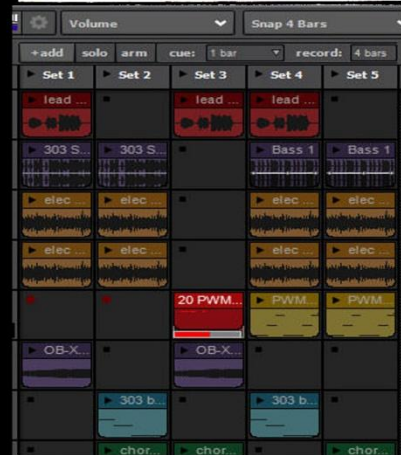 Volume Snap 4 Bars
+add solo arm cue: 1 bar record: 4 bars
Set 1 Set 2 Set 3 Set 4 Set 5
lead ... lead ... lead ...
303 S... 303 S... Bass 1 Bass 1
elec ... elec ... elec ... elec ...
elec ... elec ... elec ... elec ...
20 PWM... PWM... PWM...
OB-X... OB-X...
303 b... 303 b...
chor... chor... chor...